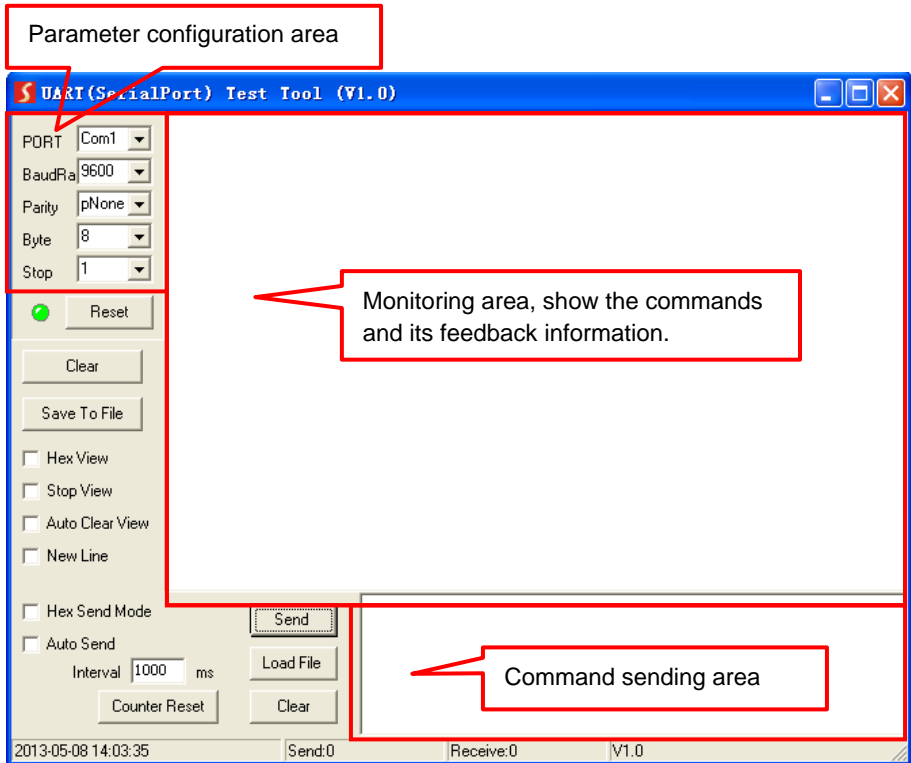 Parameter configuration area
UART(SerialPort) Test Tool (V1.0)
PORT Com1
BaudRa 9600
Parity pNone
Byte 8
Stop 1
Reset
Monitoring area, show the commands
and its feedback information.
Clear
Save To File
Hex View
Stop View
Auto Clear View
New Line
Hex Send Mode
Send
Auto Send
Interval 1000 ms
Load File
Command sending area
Counter Reset
Clear
2013-05-08 14:03:35 Send:0 Receive:0 V1.0